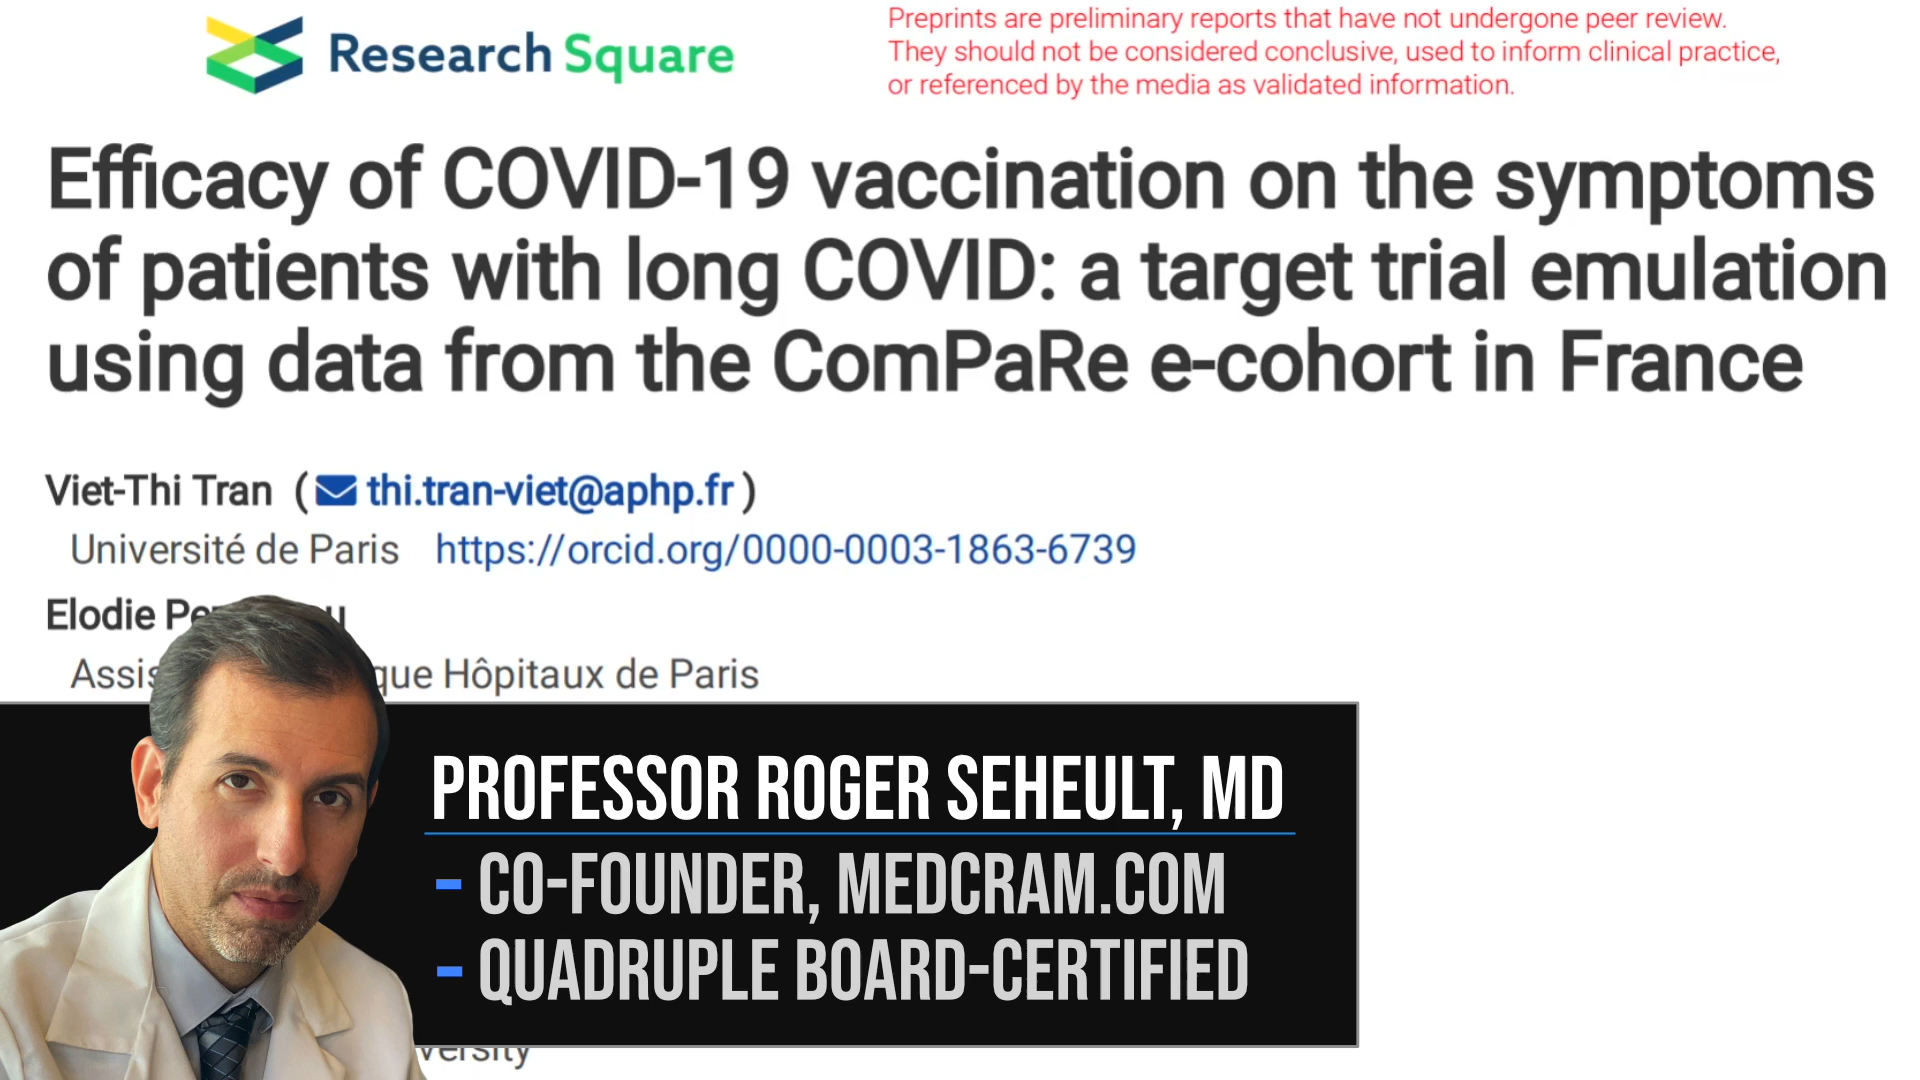 Research Square
Preprints are preliminary reports that have not undergone peer review.
They should not be considered conclusive, used to inform clinical practice,
or referenced by the media as validated information.
Efficacy of COVID-19 vaccination on the symptoms
of patients with long COVID: a target trial emulation
using data from the ComPaRe e-cohort in France
Viet-Thi Tran ( thi.tran-viet@aphp.fr )
Université de Paris https://orcid.org/0000-0003-1863-6739
Elodie
Hôpitaux de Paris
PROFESSOR ROGER SEHEULT, MD
- CO-FOUNDER, MEDCRAM.COM
- QUADRUPLE BOARD-CERTIFIED